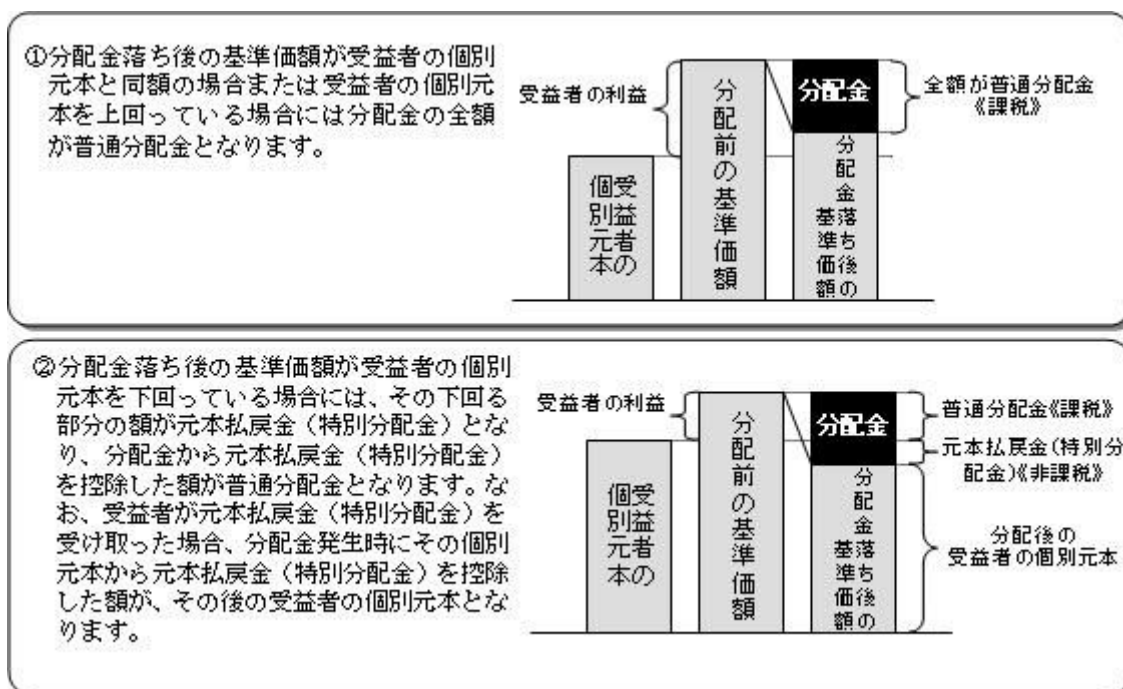 ①分配金落ち後の基準価額が受益者の個別
元本と同額の場合または受益者の個別元
本を上回っている場合には分配金の全額
が普通分配金となります。
受益者の利益
受益者の
個別元本
分配前の基準価額
分配金
分配金落ち後の
基準価額
全額が普通分配金
《課税》
②分配金落ち後の基準価額が受益者の個別
元本を下回っている場合には、その下回る
部分の額が元本払戻金（特別分配金）とな
り、分配金から元本払戻金（特別分配金）
を控除した額が普通分配金となります。な
お、受益者が元本払戻金（特別分配金）を
受け取った場合、分配金発生時にその個別
元本から元本払戻金（特別分配金）を控除
した額が、その後の受益者の個別元本とな
ります。
受益者の利益
受益者の
個別元本
分配前の基準価額
分配金
分配金落ち後の
基準価額
普通分配金《課税》
元本払戻金（特別分
配金）《非課税》
分配後の
受益者の個別元本